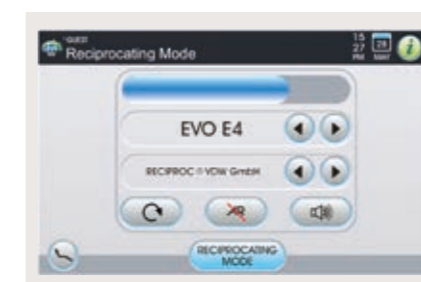 GUEST
Reciprocating Mode
15
27
PM
28
MAY
i
EVO E4
RECIPROC ® VDW GmbH
RECIPROCATING
MODE